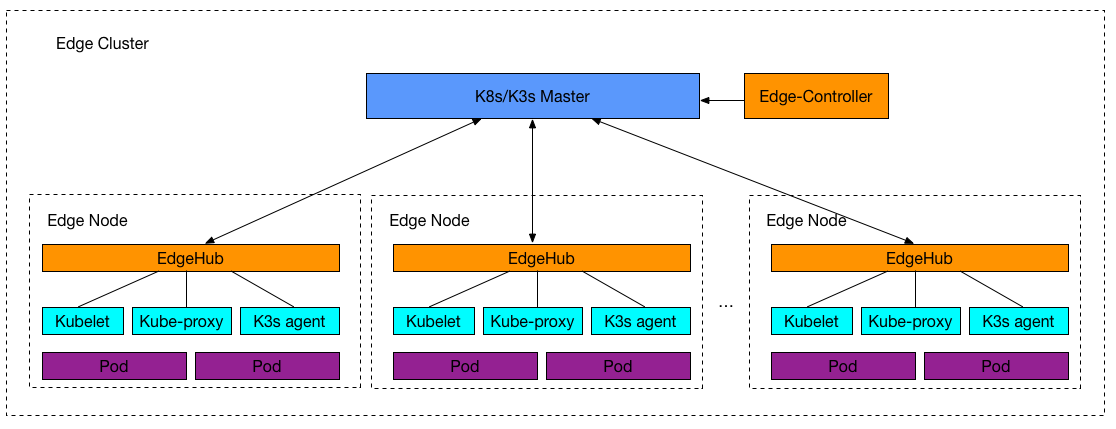 Edge Cluster
K8s/K3s Master
Edge-Controller
Edge Node
EdgeHub
Kubelet
Kube-proxy
K3s agent
Pod
Pod
Edge Node
EdgeHub
Kubelet
Kube-proxy
K3s agent
Pod
Pod
...
Edge Node
EdgeHub
Kubelet
Kube-proxy
K3s agent
Pod
Pod